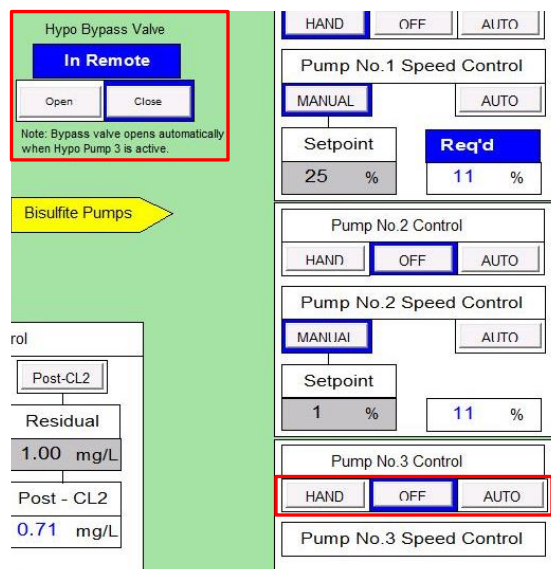 Hypo Bypass Valve
In Remote
Open Close
Note: Bypass valve opens automatically
when Hypo Pump 3 is active.
Bisulfite Pumps
rol
Post-CL2
Residual
1.00 mg/L
Post - CL2
0.71 mg/L
HAND OFF AUTO
Pump No.1 Speed Control
MANUAL AUTO
Setpoint Req'd
25 % 11 %
Pump No.2 Control
HAND OFF AUTO
Pump No.2 Speed Control
MANUAL AUTO
Setpoint
1 % 11 %
Pump No.3 Control
HAND OFF AUTO
Pump No.3 Speed Control